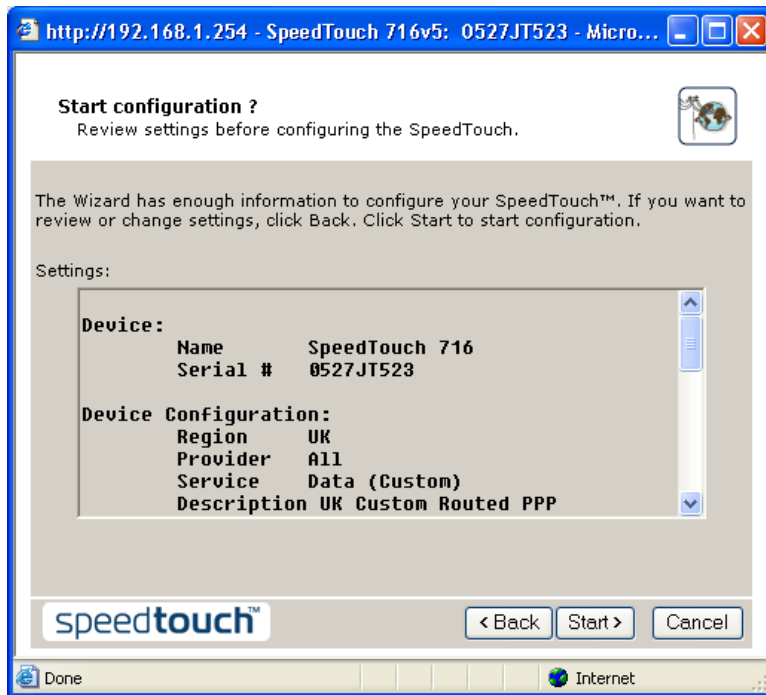 http://192.168.1.254 - SpeedTouch 716v5: 0527JT523 - Micro...
Start configuration ?
Review settings before configuring the SpeedTouch.
The Wizard has enough information to configure your SpeedTouch™. If you want to
review or change settings, click Back. Click Start to start configuration.
Settings:
Device:
Name SpeedTouch 716
Serial # 0527JT523
Device Configuration:
Region UK
Provider All
Service Data (Custom)
Description UK Custom Routed PPP
speedtouch™
< Back Start > Cancel
Done Internet